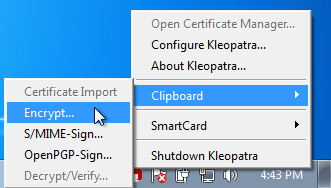 Open Certificate Manager...
Configure Kleopatra...
About Kleopatra...
Clipboard
SmartCard
Shutdown Kleopatra
Certificate Import
Encrypt...
S/MIME-Sign...
OpenPGP-Sign...
Decrypt/Verify...
4:43 PM